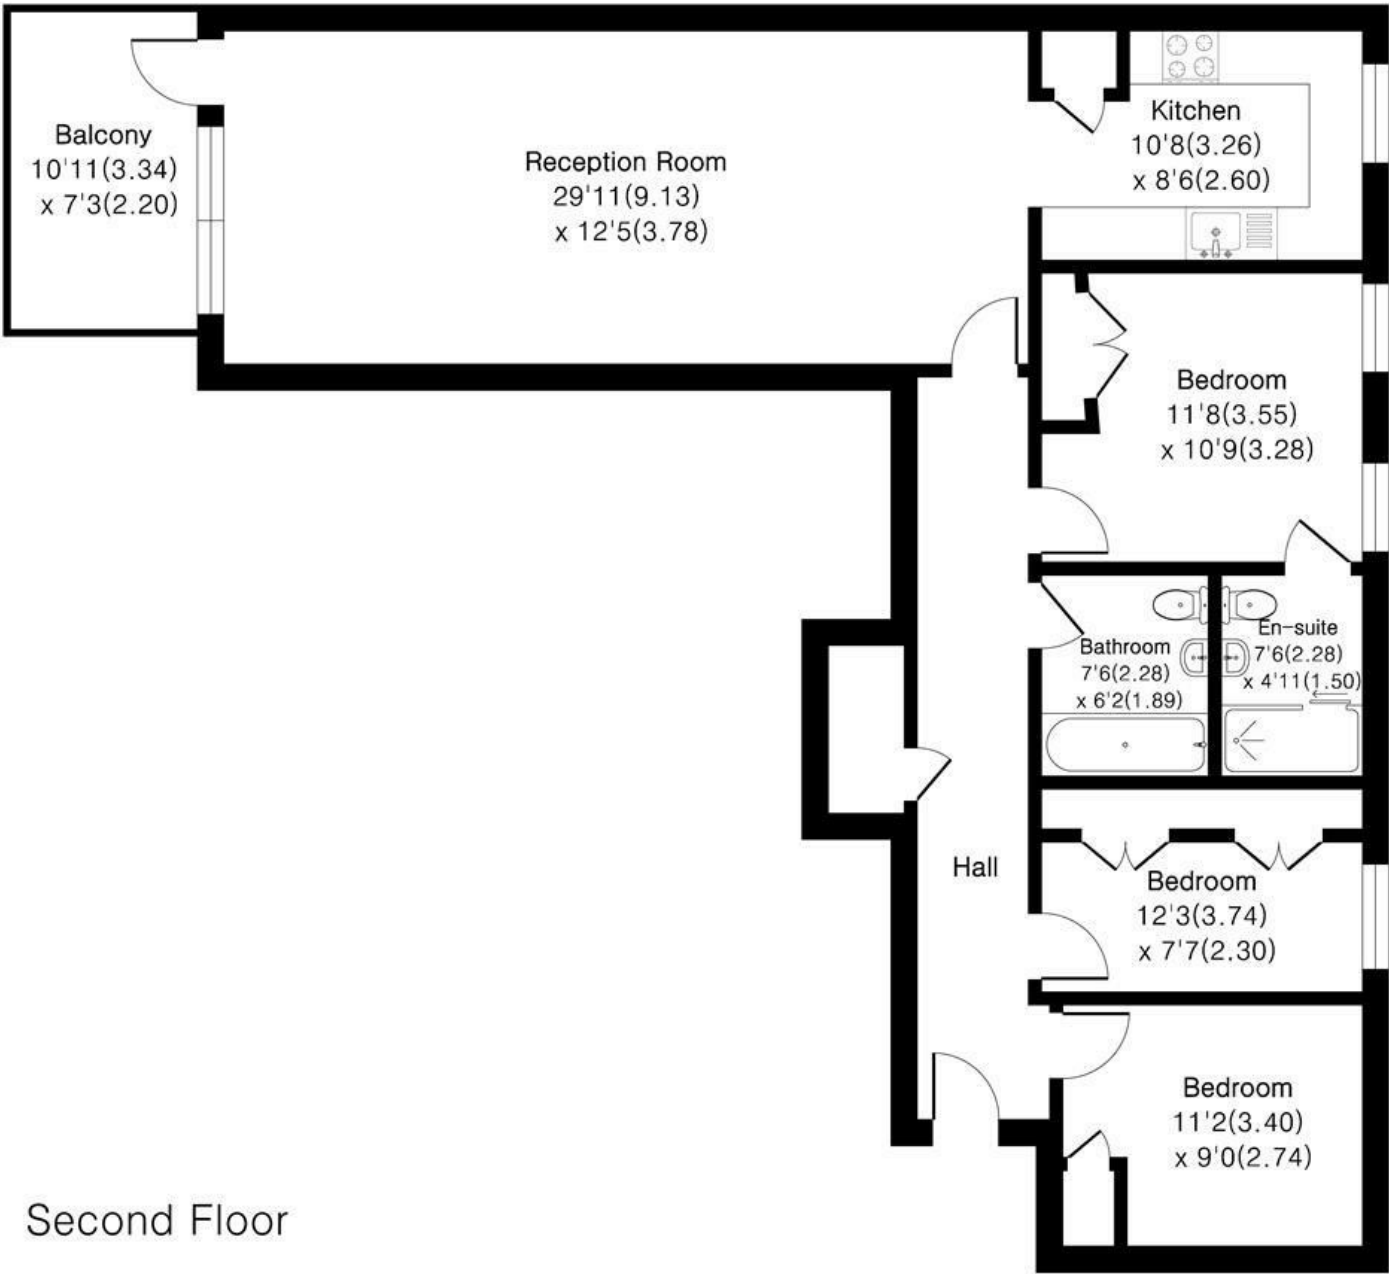 Balcony
10'11(3.34)
x 7'3(2.20)
Reception Room
29'11(9.13)
x 12'5(3.78)
Kitchen
10'8(3.26)
x 8'6(2.60)
Bedroom
11'8(3.55)
x 10'9(3.28)
Bathroom
7'6(2.28)
x 6'2(1.89)
En-suite
7'6(2.28)
x 4'11(1.50)
Hall
Bedroom
12'3(3.74)
x 7'7(2.30)
Bedroom
11'2(3.40)
x 9'0(2.74)
Second Floor